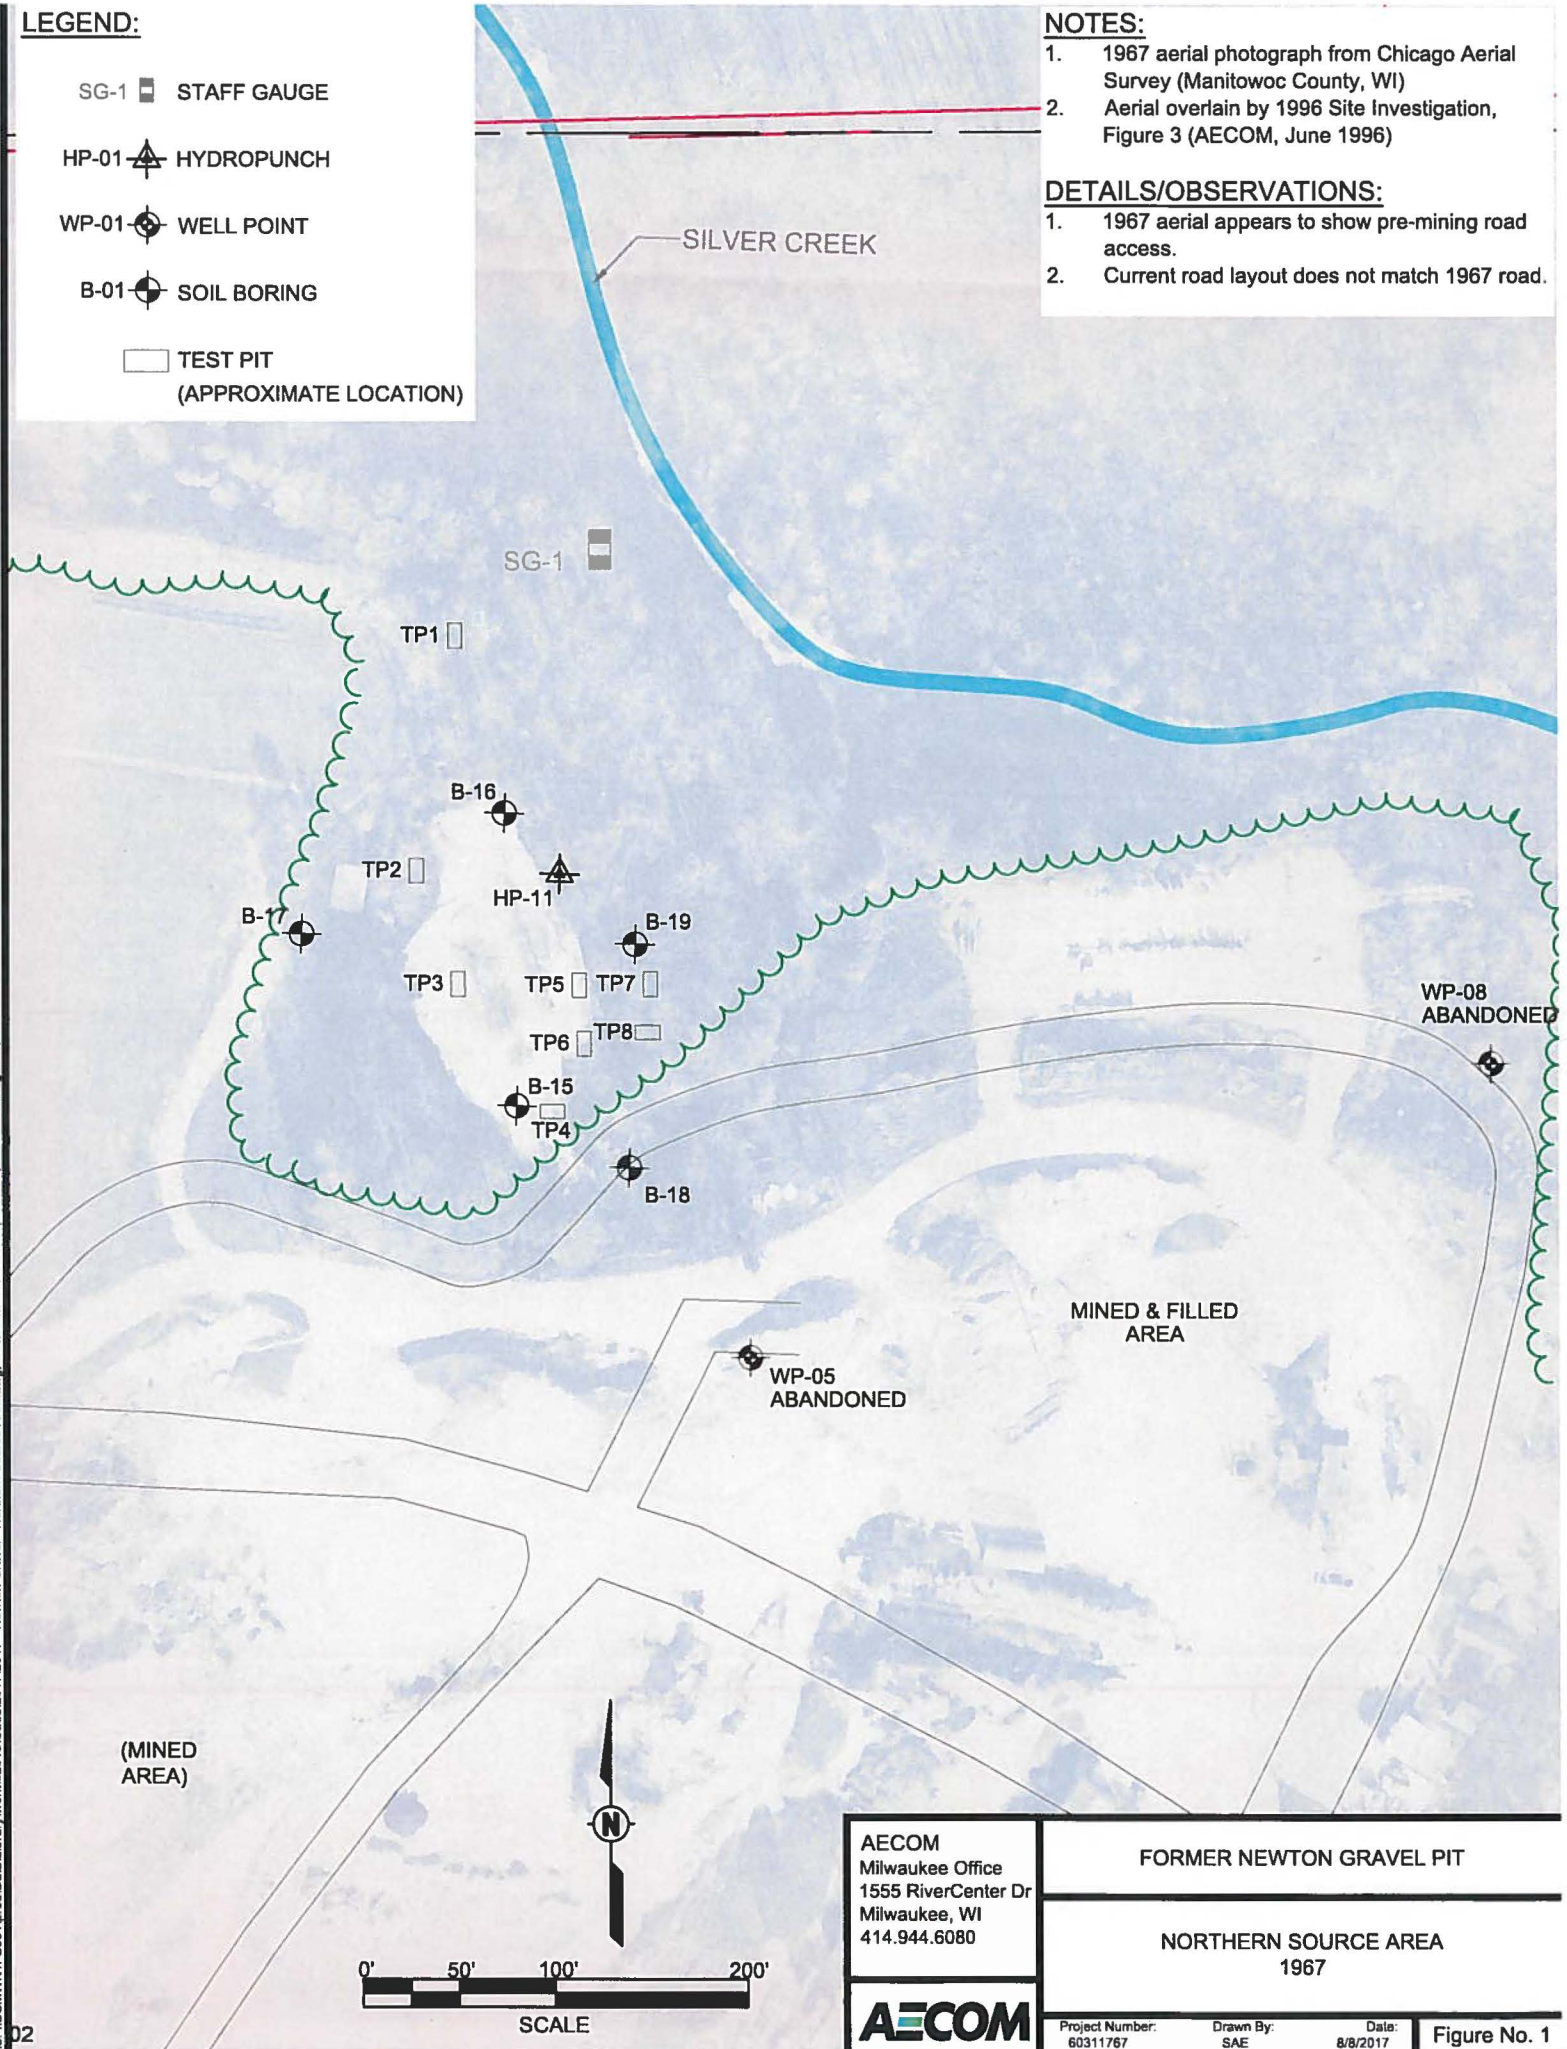 LEGEND:
SG-1 STAFF GAUGE
HP-01 HYDROPUNCH
WP-01 WELL POINT
B-01 SOIL BORING
TEST PIT
(APPROXIMATE LOCATION)
NOTES:
1. 1967 aerial photograph from Chicago Aerial
Survey (Manitowoc County, WI)
2. Aerial overlain by 1996 Site Investigation,
Figure 3 (AECOM, June 1996)
DETAILS/OBSERVATIONS:
1. 1967 aerial appears to show pre-mining road
access.
2. Current road layout does not match 1967 road.
SILVER CREEK
SG-1
TP1
B-16
TP2
HP-11
B-17
B-19
TP3
TP5
TP7
WP-08
ABANDONED
TP6
TP8
B-15
TP4
B-18
MINED & FILLED
AREA
WP-05
ABANDONED
(MINED
AREA)
N
0' 50' 100' 200'
SCALE
02
AECOM
Milwaukee Office
1555 RiverCenter Dr
Milwaukee, WI
414.944.6080
AECOM
FORMER NEWTON GRAVEL PIT
NORTHERN SOURCE AREA
1967
Project Number:
60311767
Drawn By:
SAE
Date:
8/8/2017
Figure No. 1